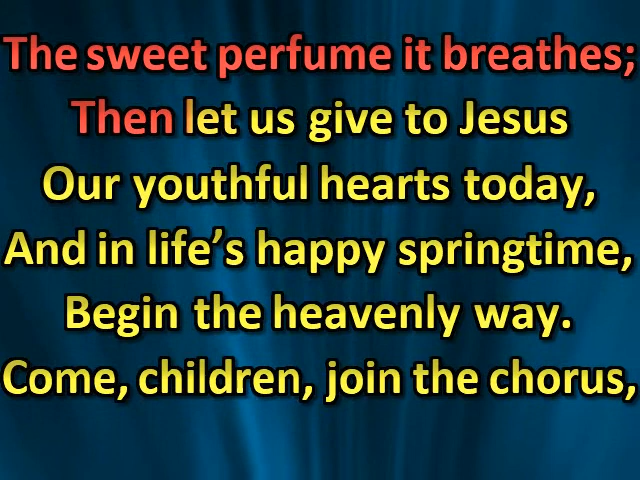 The sweet perfume it breathes;
Then let us give to Jesus
Our youthful hearts today,
And in life’s happy springtime,
Begin the heavenly way.
Come, children, join the chorus,